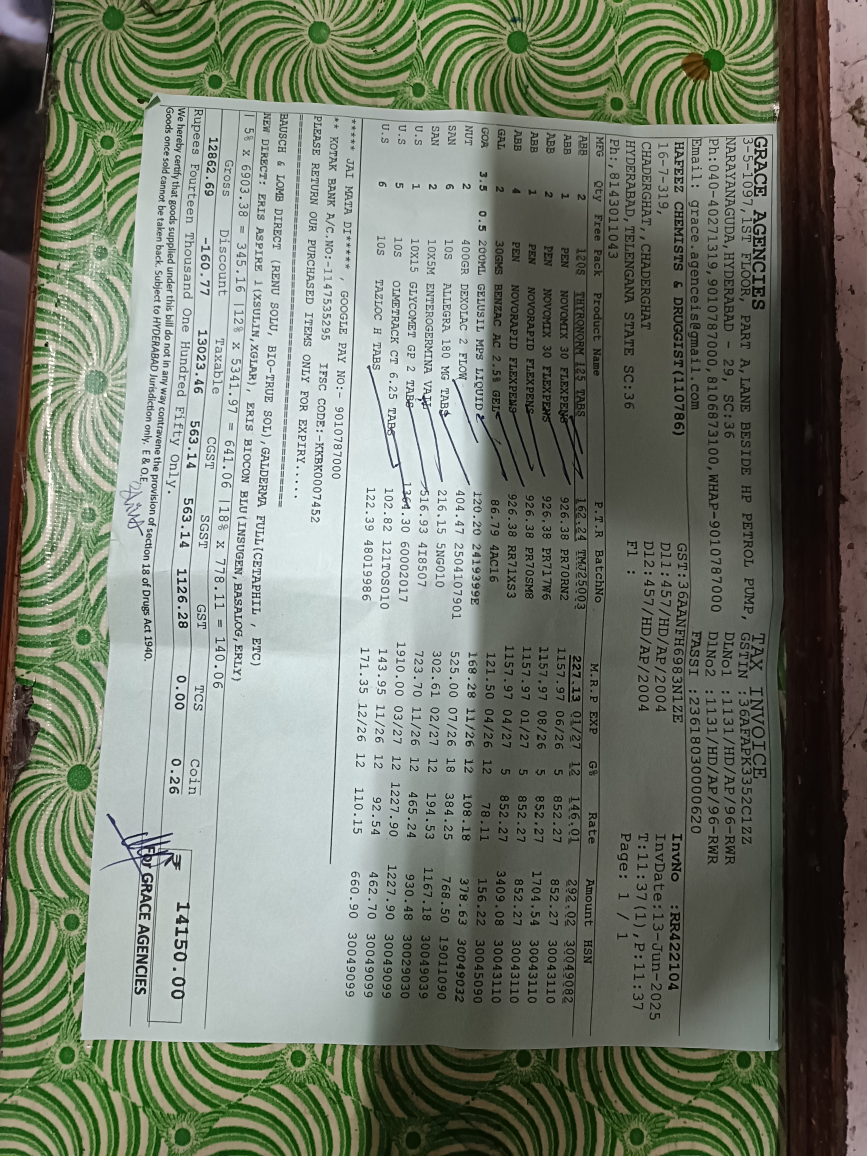 GRACE AGENCIES TAX INVOICE
3-5-1097,1ST FLOOR, PART A,LANE BESIDE HP PETROL PUMP, GSTIN :36AFAPK3352C1ZZ
NARAYANAGUDA,HYDERABAD - 29, SC:36 DLNo1 :1131/HD/AP/96-RWR
Ph:040-40271319,9010787000,8106873100,WHAP-9010787000 DLNo2 :1131/HD/AP/96-RWR
Email: grace.agenceis@gmail.com FASSI :23618030000620
HAFEEZ CHEMISTS & DRUGGIST(110786) GST:36AANFH6983N1ZE InvNo :RR422104
16-7-319, Dl1:457/HD/AP/2004 InvDate:13-Jun-2025
CHADERGHAT,,CHADERGHAT Dl2:457/HD/AP/2004 T:11:37(1),P:11:37
HYDERABAD,TELENGANA STATE SC:36 Fl : Page: 1 / 1
Ph:,8143011043
MFG Qty Free Pack Product Name P.T.R BatchNo M.R.P EXP G% Rate Amount HSN
ABB 2 120S THYRONORM 125 TABS 162.24 TMJ25003 227.13 01/27 12 146.01 292.02 30049082
ABB 1 PEN NOVOMIX 30 FLEXPENS 926.38 PR70RN2 1157.97 06/26 5 852.27 852.27 30043110
ABB 2 PEN NOVOMIX 30 FLEXPENS 926.38 PR717W6 1157.97 08/26 5 852.27 1704.54 30043110
ABB 1 PEN NOVORAPID FLEXPENS 926.38 PR70SM8 1157.97 01/27 5 852.27 852.27 30043110
ABB 4 PEN NOVORAPID FLEXPENS 926.38 RR71XS3 1157.97 04/27 5 852.27 3409.08 30043110
GAL 2 30GMS BENZAC AC 2.5% GEL 86.79 4AC16 121.50 04/26 12 78.11 156.22 30045090
GOR 3.5 0.5 200ML GELUSIL MPS LIQUID 120.20 2419399E 168.28 11/26 12 108.18 378.63 30049032
NUT 2 400GR DEXOLAC 2 FLOW 404.47 2504107901 525.00 07/26 18 384.25 768.50 19011090
SAN 6 10S ALLEGRA 180 MG TABS 216.15 5NG010 302.61 02/27 12 194.53 1167.18 30049039
SAN 2 10X5M ENTEROGERMINA VAIL 516.93 4I8507 723.70 11/26 12 465.24 930.48 30029030
U.S 1 10X15 GLYCOMET GP 2 TABS 1364.30 60002017 1910.00 03/27 12 1227.90 1227.90 30049099
U.S 5 10S OLMETRACK CT 6.25 TABS 102.82 121TOS010 143.95 11/26 12 92.54 462.70 30049099
U.S 6 10S TAZLOC H TABS 122.39 48019986 171.35 12/26 12 110.15 660.90 30049099
***** JAI MATA DI***** , GOOGLE PAY NO:- 9010787000
** KOTAK BANK A/C.NO:-1147535295 IFSC CODE:-KKBK0007452
PLEASE RETURN OUR PURCHASED ITEMS ONLY FOR EXPIRY.....
==============================================
BAUSCH & LOMB DIRECT (RENU SOLU, BIO-TRUE SOL),GALDERMA FULL(CETAPHIL , ETC)
NEW DIRECT: ERIS ASPIRE 1(XSULIN,XGLAR), ERIS BIOCON BLU(INSUGEN,BASALOG,ERLY)
| 5% x 6903.38 = 345.16 |12% x 5341.97 = 641.06 |18% x 778.11 = 140.06
Gross Discount Taxable CGST SGST GST TCS Coin
12862.69 -160.77 13023.46 563.14 563.14 1126.28 0.00 0.26 ₹ 14150.00
Rupees Fourteen Thousand One Hundred Fifty Only.
We hereby certify that goods supplied under this bill do not in any way contravene the provision of section 18 of Drugs Act 1940.
Goods once sold cannot be taken back. Subject to HYDERABAD Jurisdiction only. E & O.E.
For GRACE AGENCIES